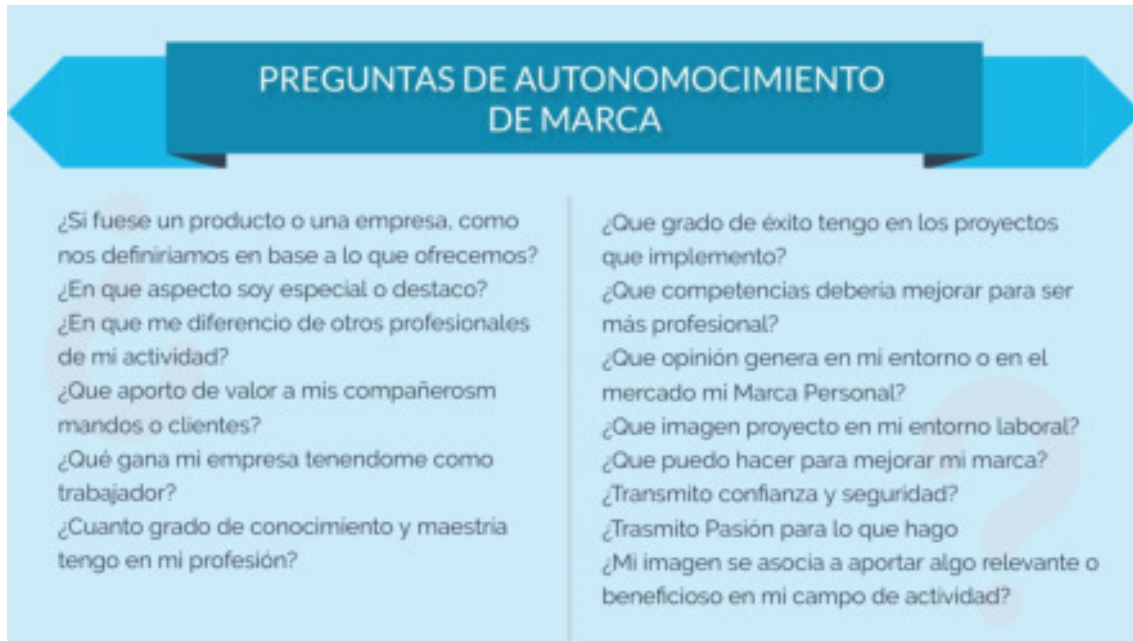 PREGUNTAS DE AUTONOMOCIMIENTO
DE MARCA
¿Si fuese un producto o una empresa, como
nos definiriamos en base a lo que ofrecemos?
¿En que aspecto soy especial o destaco?
¿En que me diferencio de otros profesionales
de mi actividad?
¿Que aporto de valor a mis compañerosm
mandos o clientes?
¿Qué gana mi empresa tenendome como
trabajador?
¿Cuanto grado de conocimiento y maestria
tengo en mi profesión?
¿Que grado de éxito tengo en los proyectos
que implemento?
¿Que competencias deberia mejorar para ser
más profesional?
¿Que opinión genera en mi entorno o en el
mercado mi Marca Personal?
¿Que imagen proyecto en mi entorno laboral?
¿Que puedo hacer para mejorar mi marca?
¿Transmito confianza y seguridad?
¿Trasmito Pasión para lo que hago
¿Mi imagen se asocia a aportar algo relevante o
beneficioso en mi campo de actividad?